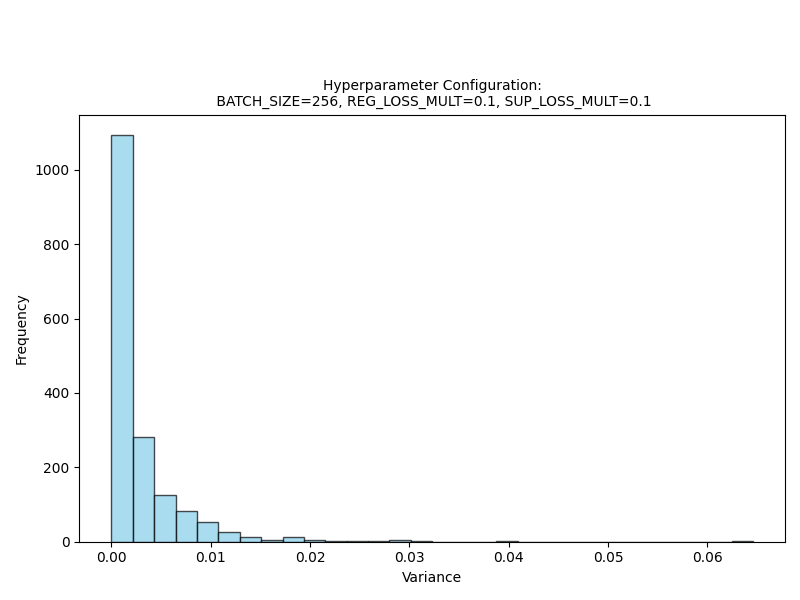 Hyperparameter Configuration:
BATCH_SIZE=256, REG_LOSS_MULT=0.1, SUP_LOSS_MULT=0.1
1000
800
600
400
200
0
Frequency
0.00 0.01 0.02 0.03 0.04 0.05 0.06
Variance